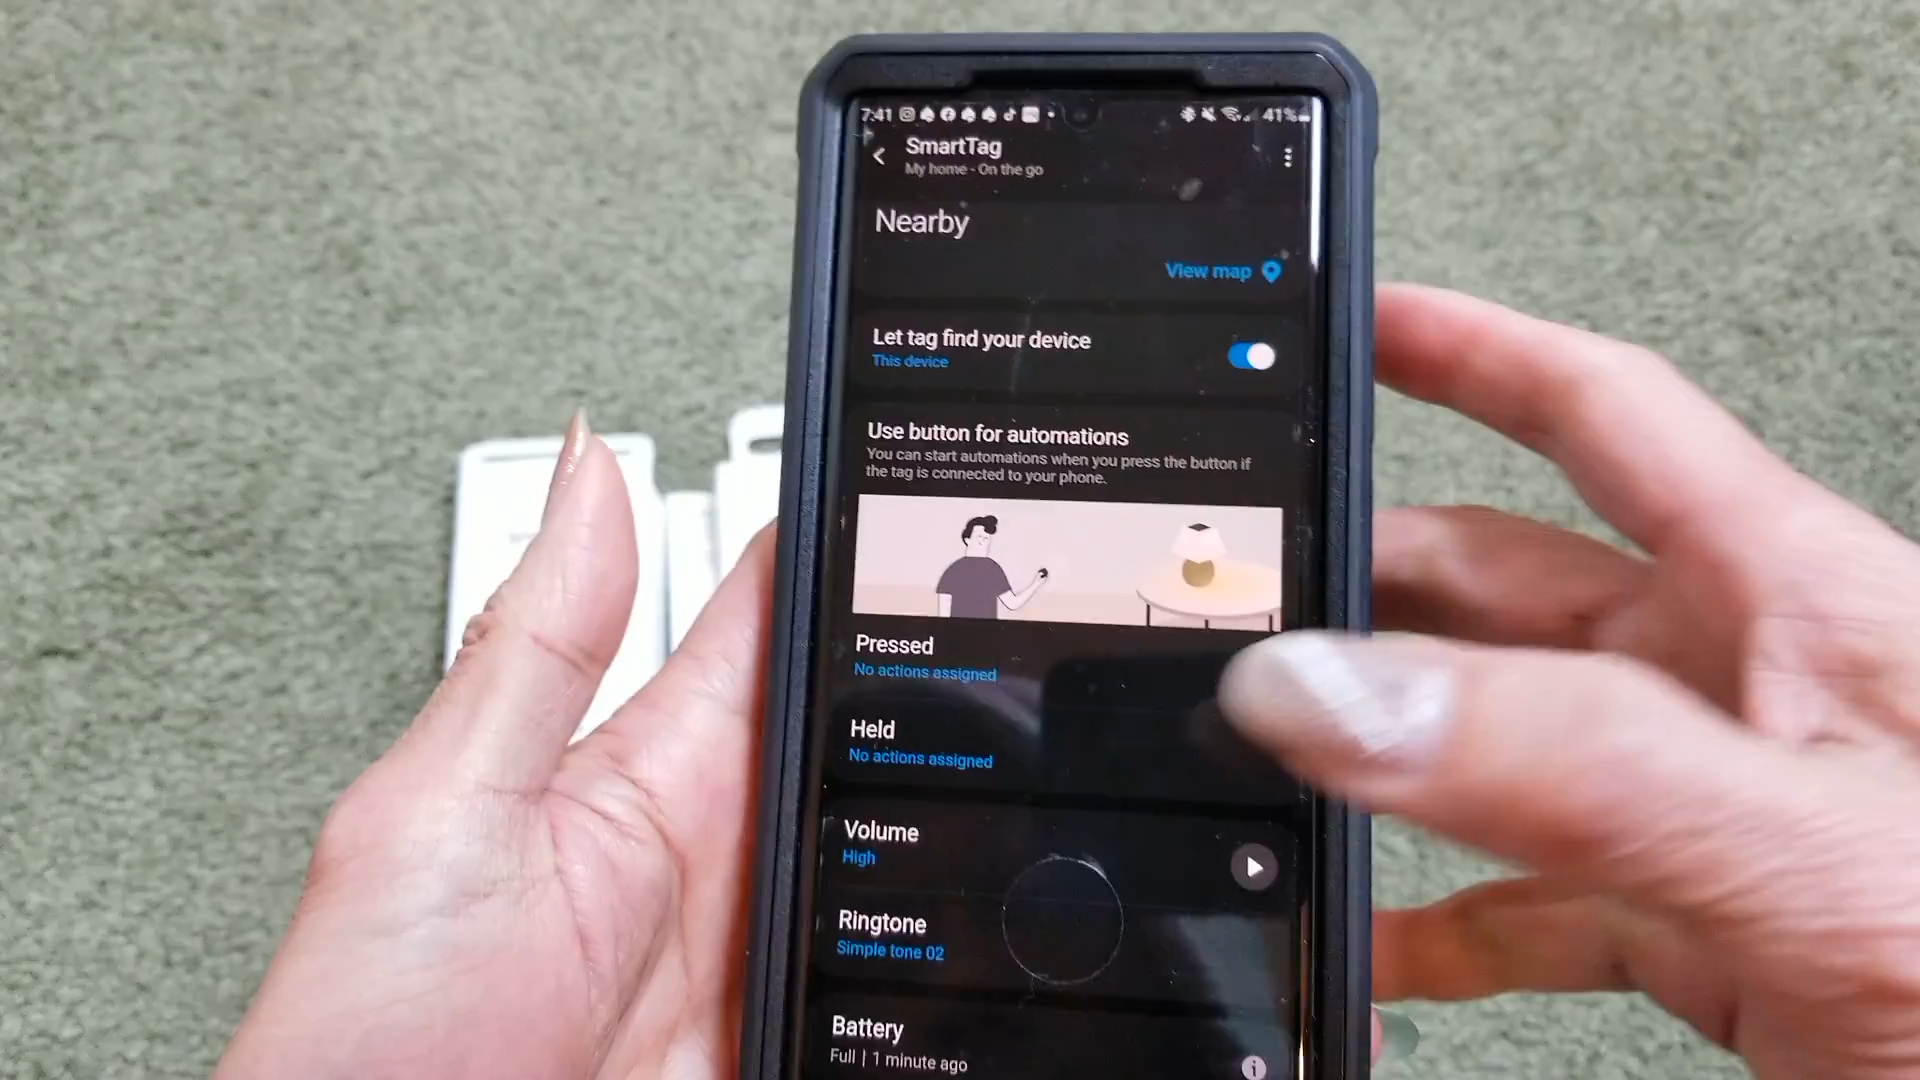 7:41
41%
SmartTag
My home - On the go
Nearby
View map
Let tag find your device
This device
Use button for automations
You can start automations when you press the button if
the tag is connected to your phone.
Pressed
No actions assigned
Held
No actions assigned
Volume
High
Ringtone
Simple tone 02
Battery
Full | 1 minute ago